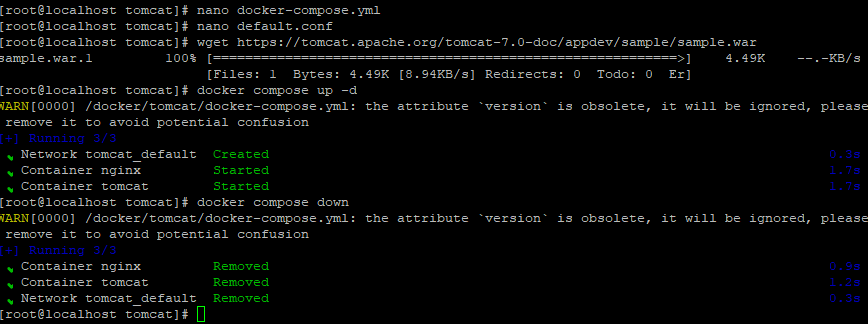 [root@localhost tomcat]# nano docker-compose.yml
[root@localhost tomcat]# nano default.conf
[root@localhost tomcat]# wget https://tomcat.apache.org/tomcat-7.0-doc/appdev/sample/sample.war
sample.war.1         100% [==========================================================>]    4.49K    --.-KB/s
                          [Files: 1  Bytes: 4.49K [8.94KB/s] Redirects: 0  Todo: 0  Er]
[root@localhost tomcat]# docker compose up -d
WARN[0000] /docker/tomcat/docker-compose.yml: the attribute `version` is obsolete, it will be ignored, please
 remove it to avoid potential confusion
[+] Running 3/3
 ✔ Network tomcat_default  Created 0.3s
 ✔ Container nginx         Started 1.7s
 ✔ Container tomcat        Started 1.7s
[root@localhost tomcat]# docker compose down
WARN[0000] /docker/tomcat/docker-compose.yml: the attribute `version` is obsolete, it will be ignored, please
 remove it to avoid potential confusion
[+] Running 3/3
 ✔ Container nginx         Removed 0.9s
 ✔ Container tomcat        Removed 1.2s
 ✔ Network tomcat_default  Removed 0.3s
[root@localhost tomcat]#